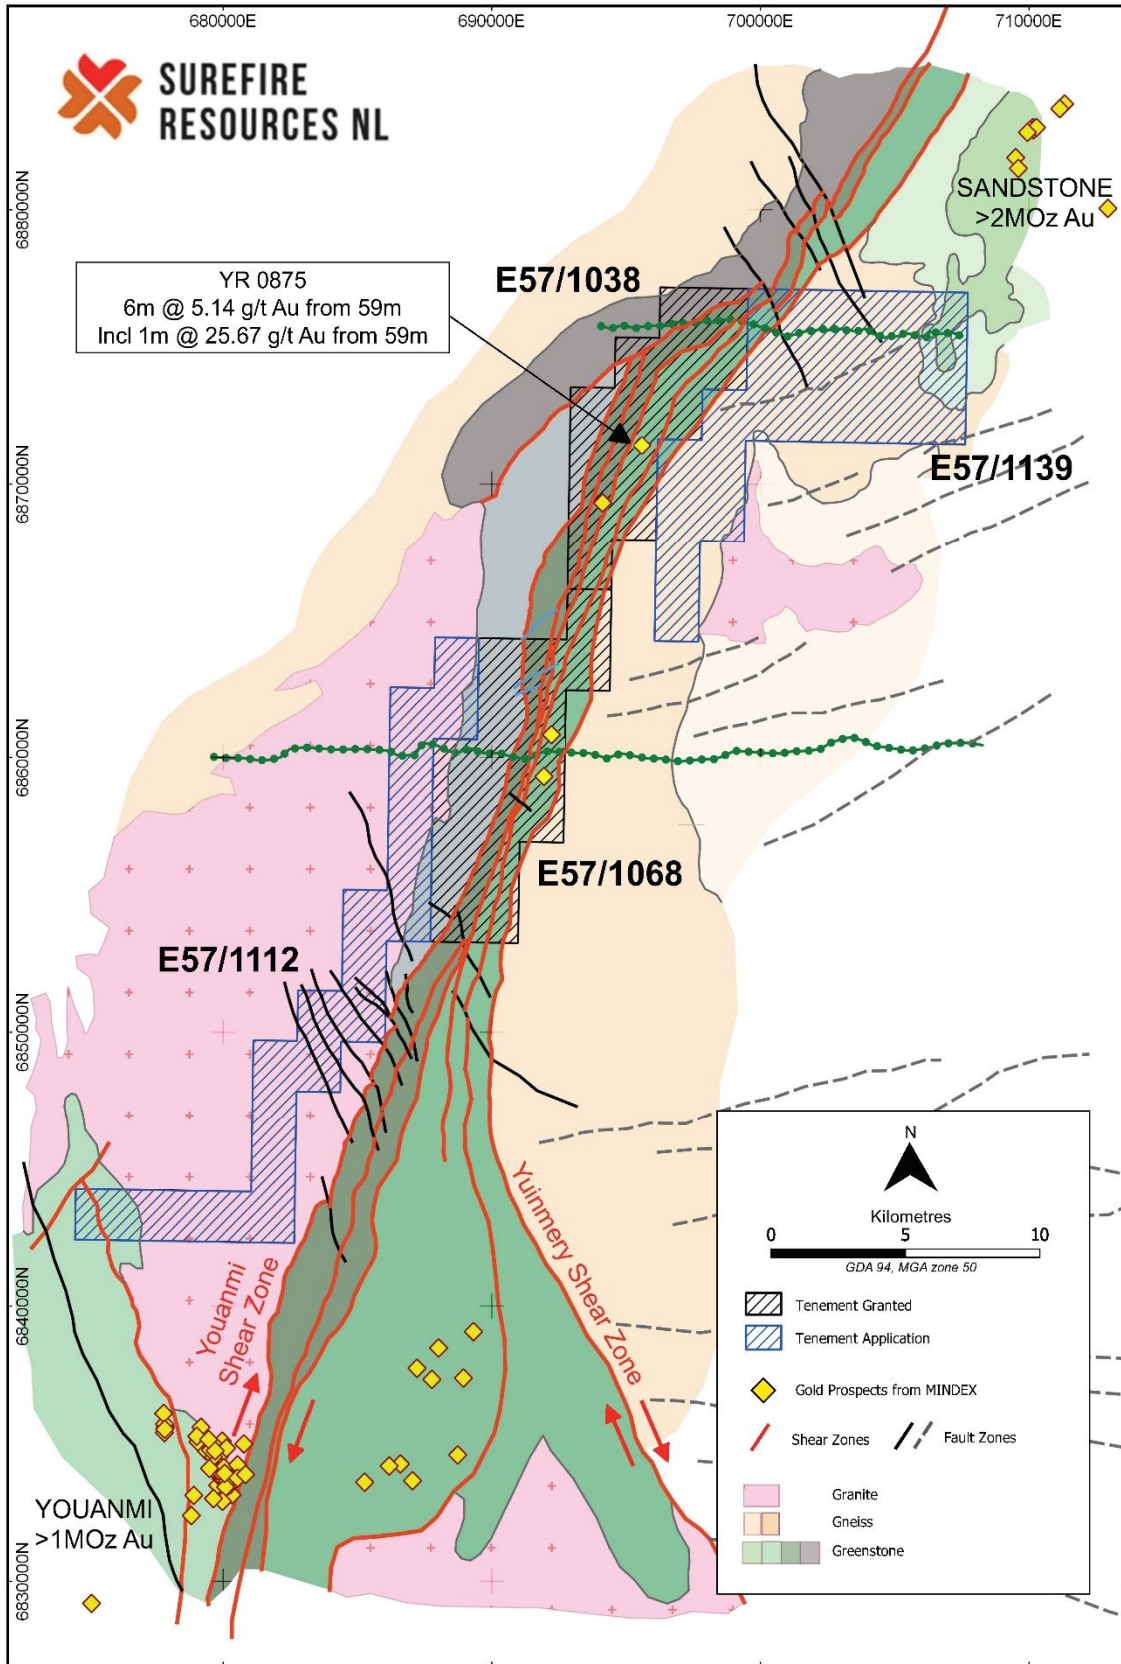 680000E
690000E
700000E
710000E
SUREFIRE
RESOURCES NL
6880000N
SANDSTONE
>2MOz Au
YR 0875
6m @ 5.14 g/t Au from 59m
Incl 1m @ 25.67 g/t Au from 59m
E57/1038
E57/1139
6870000N
6860000N
E57/1068
E57/1112
6850000N
N
Kilometres
0 5 10
GDA 94, MGA zone 50
Tenement Granted
Tenement Application
Gold Prospects from MINDEX
Shear Zones
Fault Zones
Granite
Gneiss
Greenstone
6840000N
Youanmi
Shear Zone
Yuinmery Shear Zone
YOUANMI
>1MOz Au
6830000N